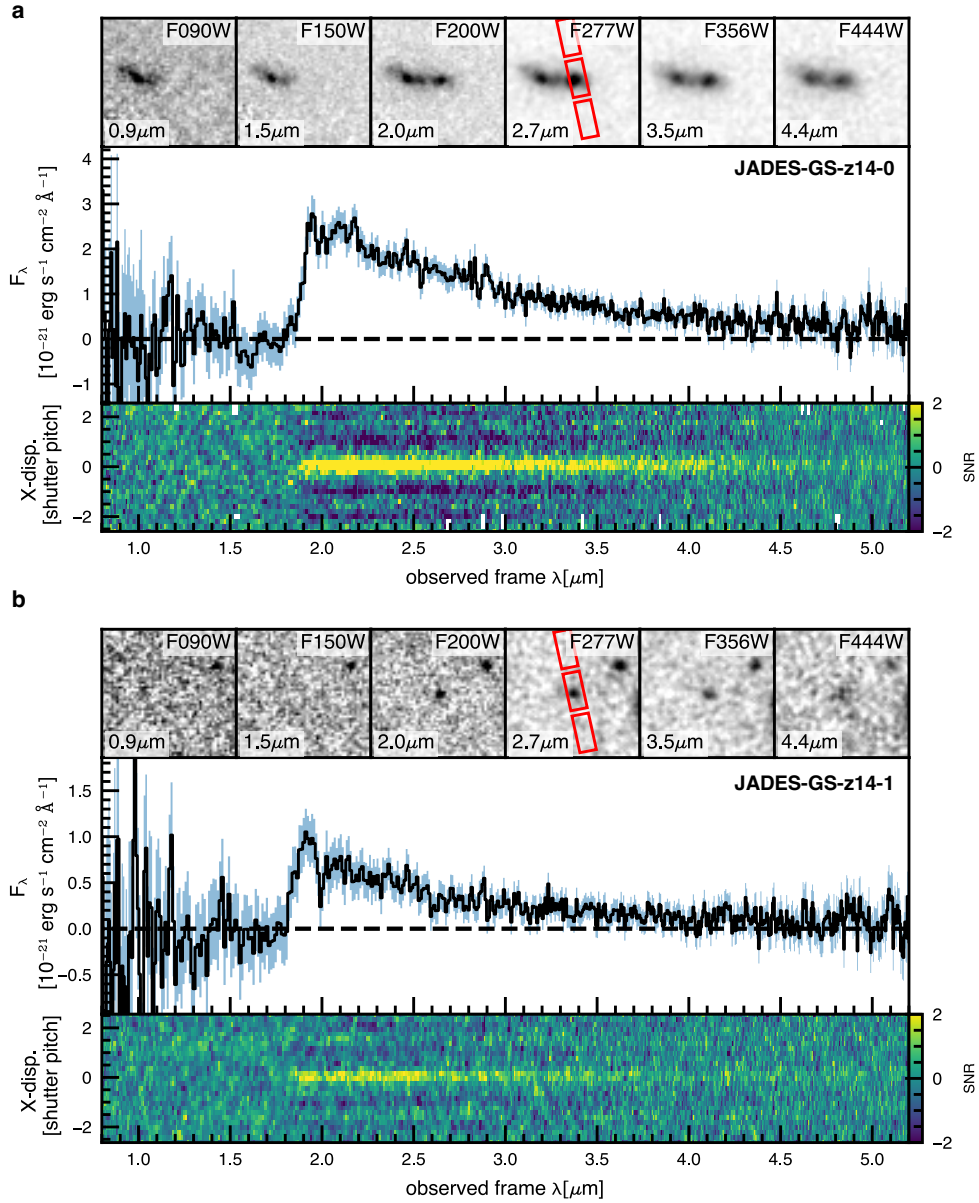 a
F090W F150W F200W F277W F356W F444W
0.9μm 1.5μm 2.0μm 2.7μm 3.5μm 4.4μm
JADES-GS-z14-0
4
3
2
1
0
−1
Fλ
[10⁻²¹ erg s⁻¹ cm⁻² Å⁻¹]
2
0
−2
X-disp.
[shutter pitch]
2
0
−2
SNR
1.0 1.5 2.0 2.5 3.0 3.5 4.0 4.5 5.0
observed frame λ[μm]
b
F090W F150W F200W F277W F356W F444W
0.9μm 1.5μm 2.0μm 2.7μm 3.5μm 4.4μm
JADES-GS-z14-1
1.5
1.0
0.5
0.0
−0.5
Fλ
[10⁻²¹ erg s⁻¹ cm⁻² Å⁻¹]
2
0
−2
X-disp.
[shutter pitch]
2
0
−2
SNR
1.0 1.5 2.0 2.5 3.0 3.5 4.0 4.5 5.0
observed frame λ[μm]